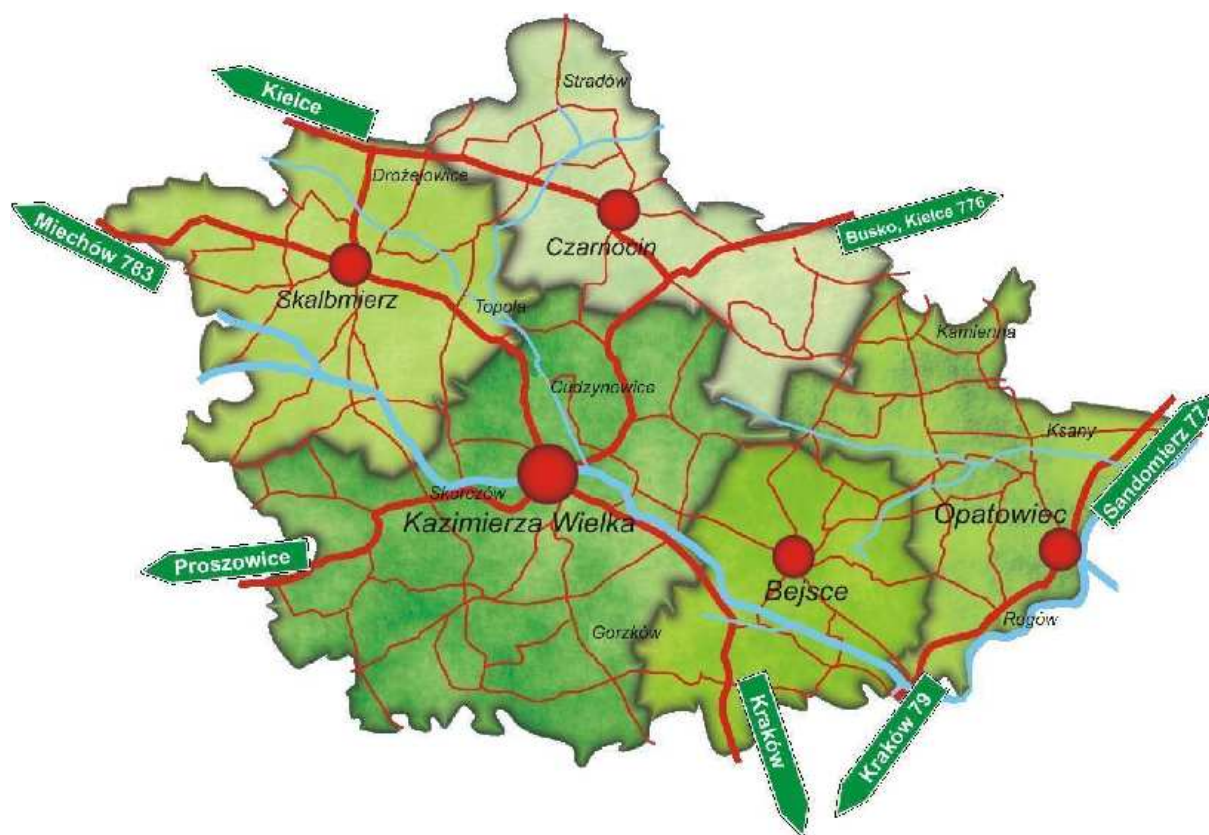 Stradów
Kielce
Drożejowice
Miechów 783
Busko, Kielce 776
Czarnocin
Skalbmierz
Topola
Kamienna
Cudzynowice
Ksany
Sandomierz 77
Skorczów
Kazimierza Wielka
Opatowiec
Proszowice
Bejsce
Rogów
Gorzków
Kraków
Kraków 79